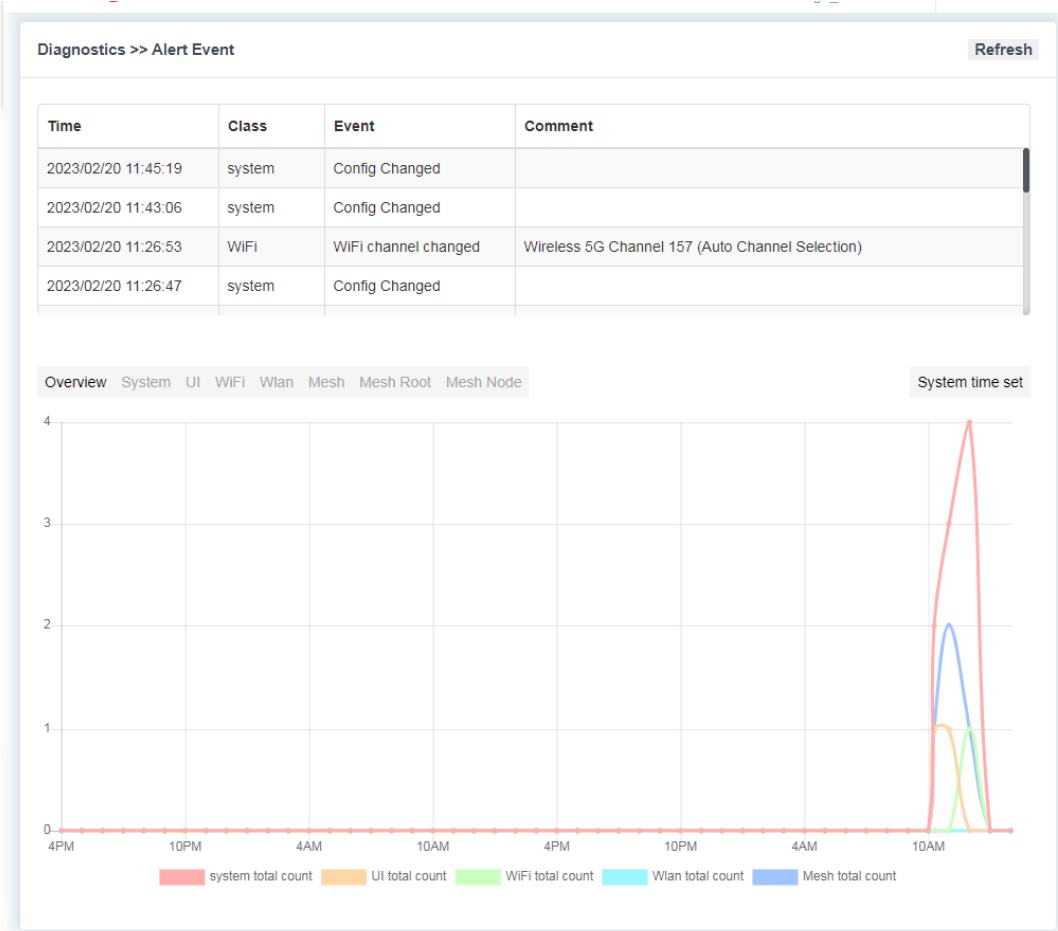 Diagnostics >> Alert Event Refresh
Time Class Event Comment
2023/02/20 11:45:19 system Config Changed
2023/02/20 11:43:06 system Config Changed
2023/02/20 11:26:53 WiFi WiFi channel changed Wireless 5G Channel 157 (Auto Channel Selection)
2023/02/20 11:26:47 system Config Changed
Overview System UI WiFi Wlan Mesh Mesh Root Mesh Node System time set
4
3
2
1
0
4PM 10PM 4AM 10AM 4PM 10PM 4AM 10AM
system total count UI total count WiFi total count Wlan total count Mesh total count